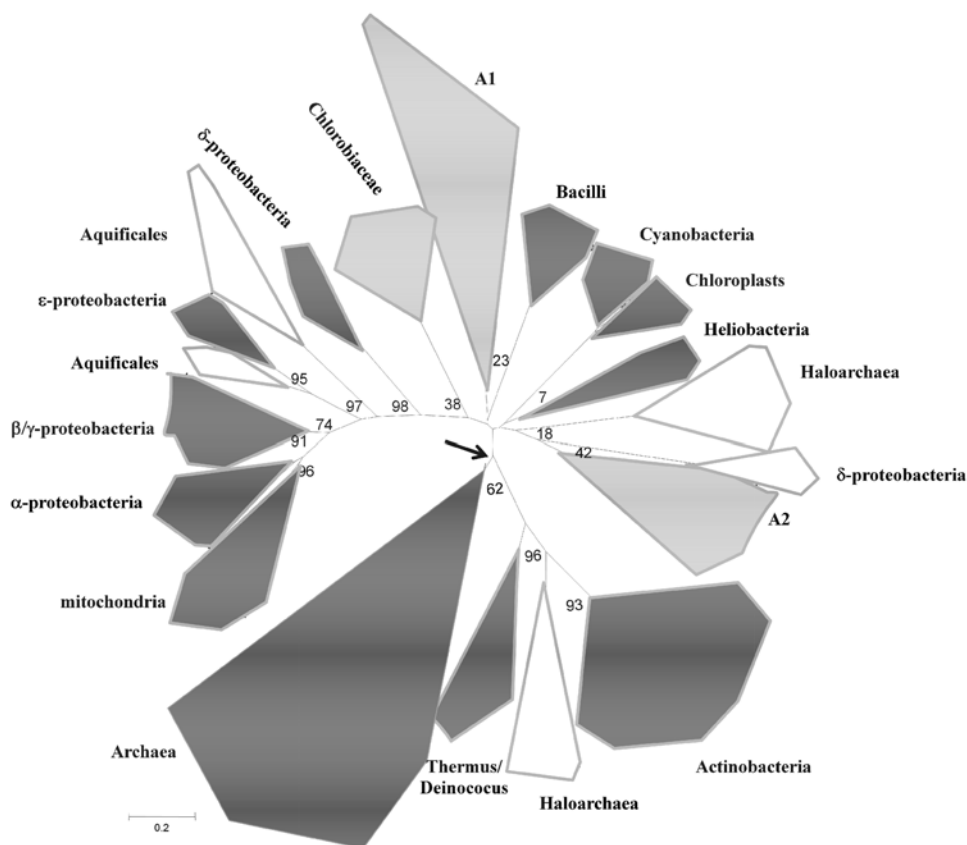 A1
Chlorobiaceae
δ-proteobacteria
Bacilli
Aquificales
Cyanobacteria
Chloroplasts
ε-proteobacteria
Heliobacteria
Aquificales
Haloarchaea
23
95
7
97
98
38
β/γ-proteobacteria
74
91
18
42
α-proteobacteria
96
62
δ-proteobacteria
A2
96
mitochondria
93
Archaea
Thermus/
Deinococus
Actinobacteria
Haloarchaea
0.2